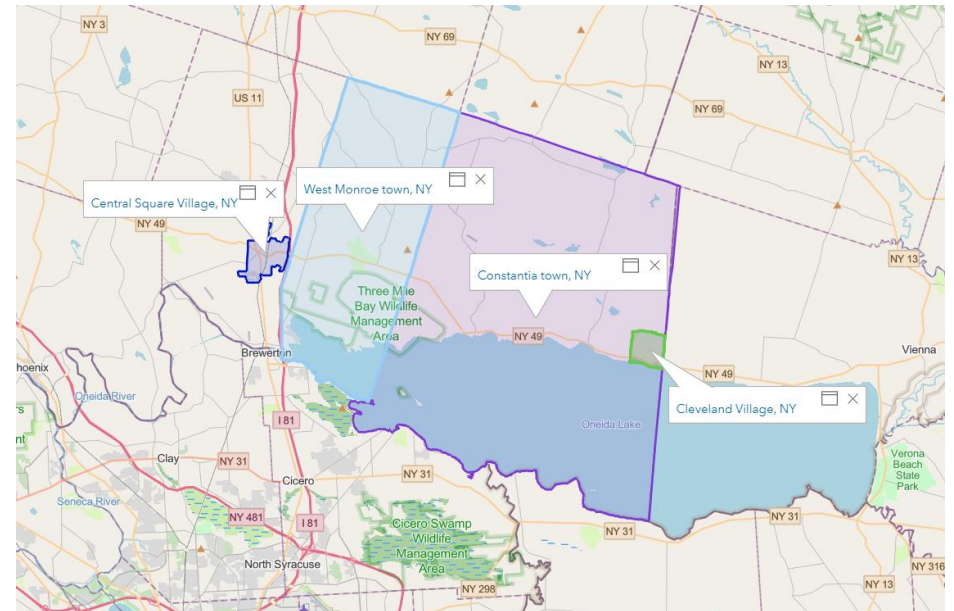 NY 3
NY 69
NY 13
US 11
NY 69
West Monroe town, NY
Central Square Village, NY
NY 49
NY 13
Constantia town, NY
Three Mile
Bay Wildlife
Management
Area
NY 49
Brewerton
Vienna
hoenix
NY 49
Oneida River
Cleveland Village, NY
rs
I 81
Oneida Lake
nt
Clay
NY 31
Verona
Beach
State
Park
NY 31
Cicero
Seneca River
NY 481
I 81
NY 31
NY 31
Cicero Swamp
Wildlife
Management
Area
North Syracuse
NY 316
NY 298
NY 13